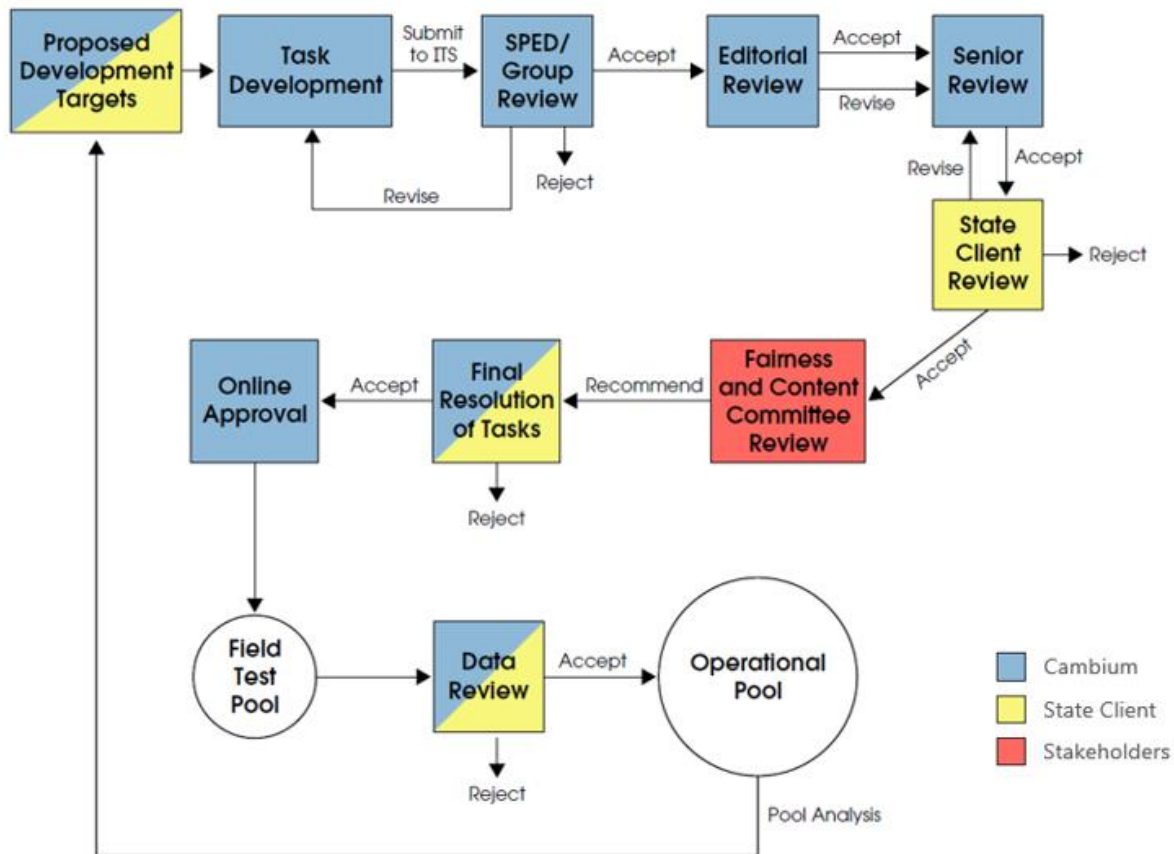 Proposed
Development
Targets
Task
Development
Submit
to ITS
SPED/
Group
Review
Accept
Editorial
Review
Accept
Revise
Senior
Review
Revise
Reject
Revise
Accept
State
Client
Review
Reject
Accept
Online
Approval
Accept
Final
Resolution
of Tasks
Recommend
Fairness
and Content
Committee
Review
Reject
Field
Test
Pool
Data
Review
Accept
Operational
Pool
Reject
Cambium
State Client
Stakeholders
Pool Analysis